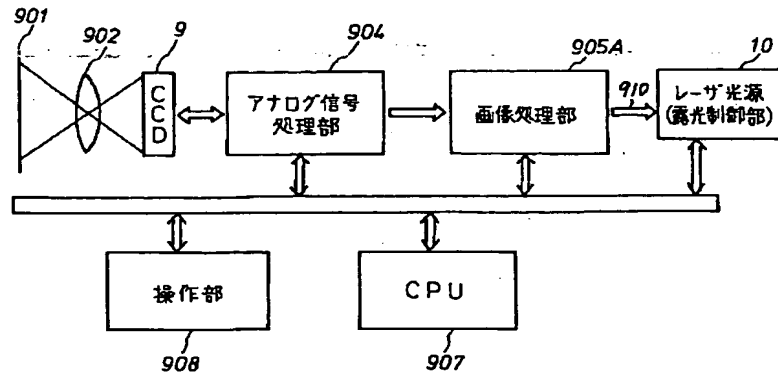 901
902
9
904
905A
10
CCD
アナログ信号
処理部
画像処理部
910
レーザ光源
(露光制御部)
操作部
CPU
908
907